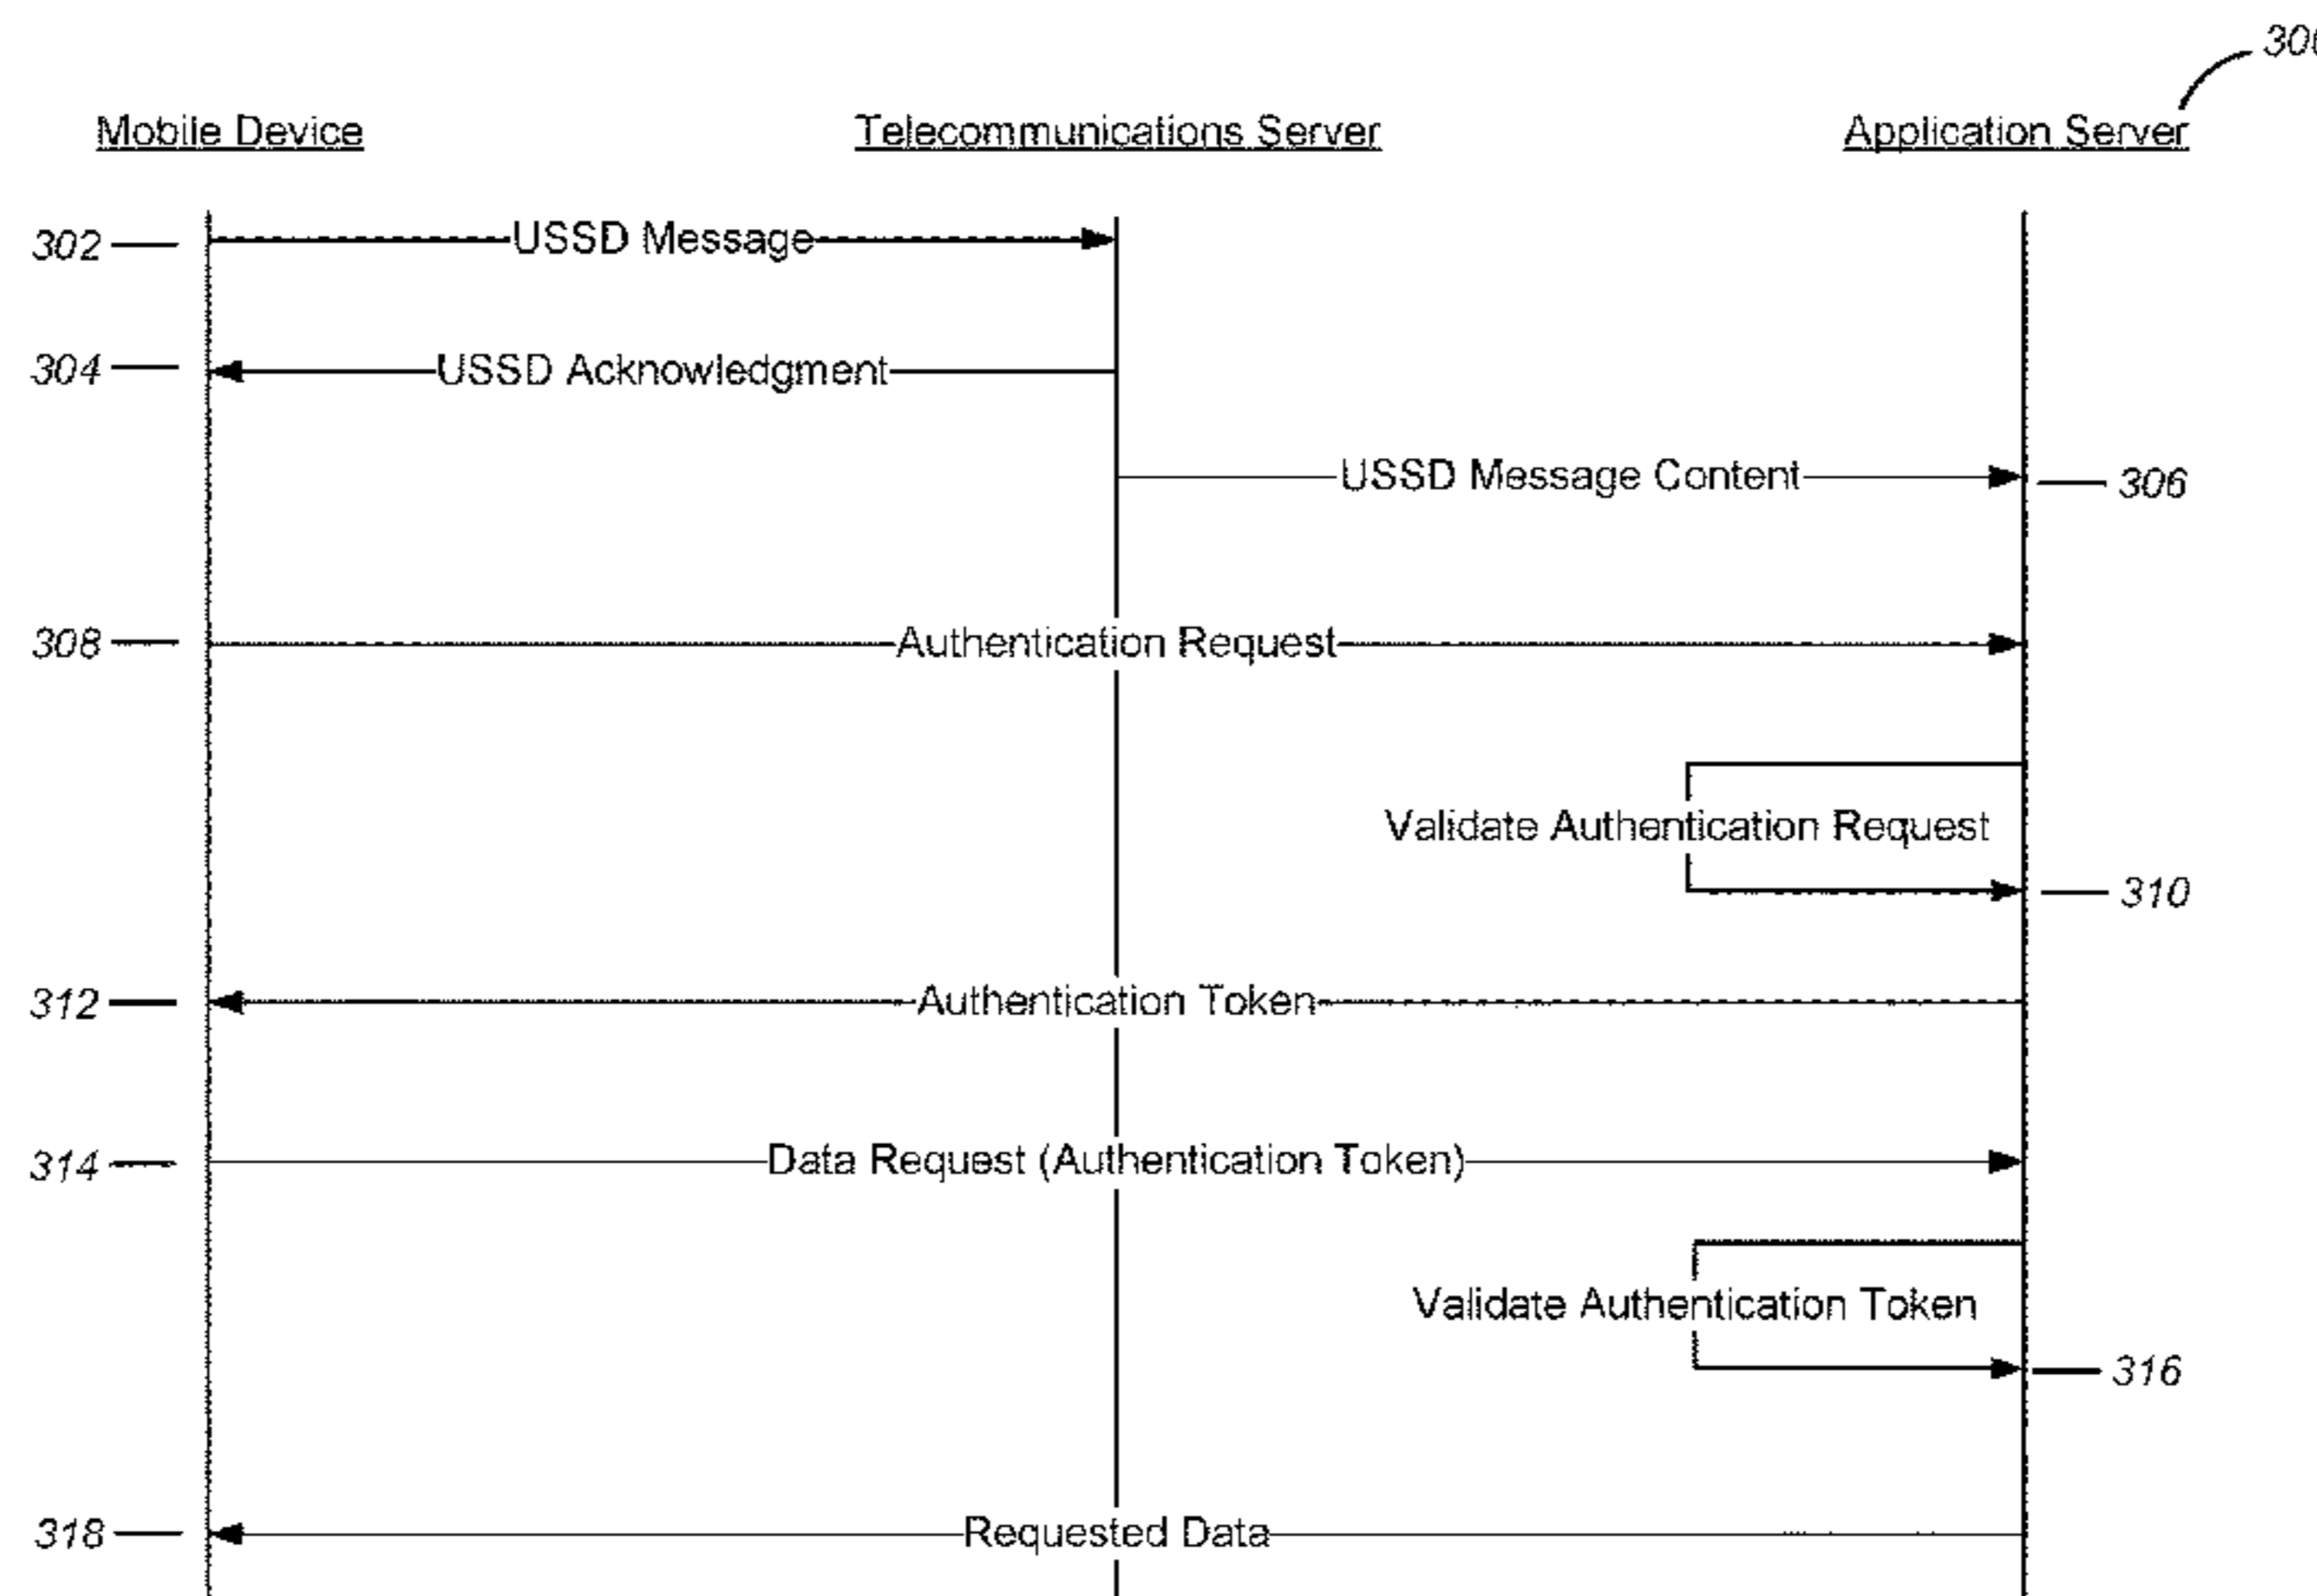 300
Mobile Device Telecommunications Server Application Server
302 USSD Message
304 USSD Acknowledgment
USSD Message Content 306
308 Authentication Request
Validate Authentication Request
310
312 Authentication Token
314 Data Request (Authentication Token)
Validate Authentication Token
316
318 Requested Data